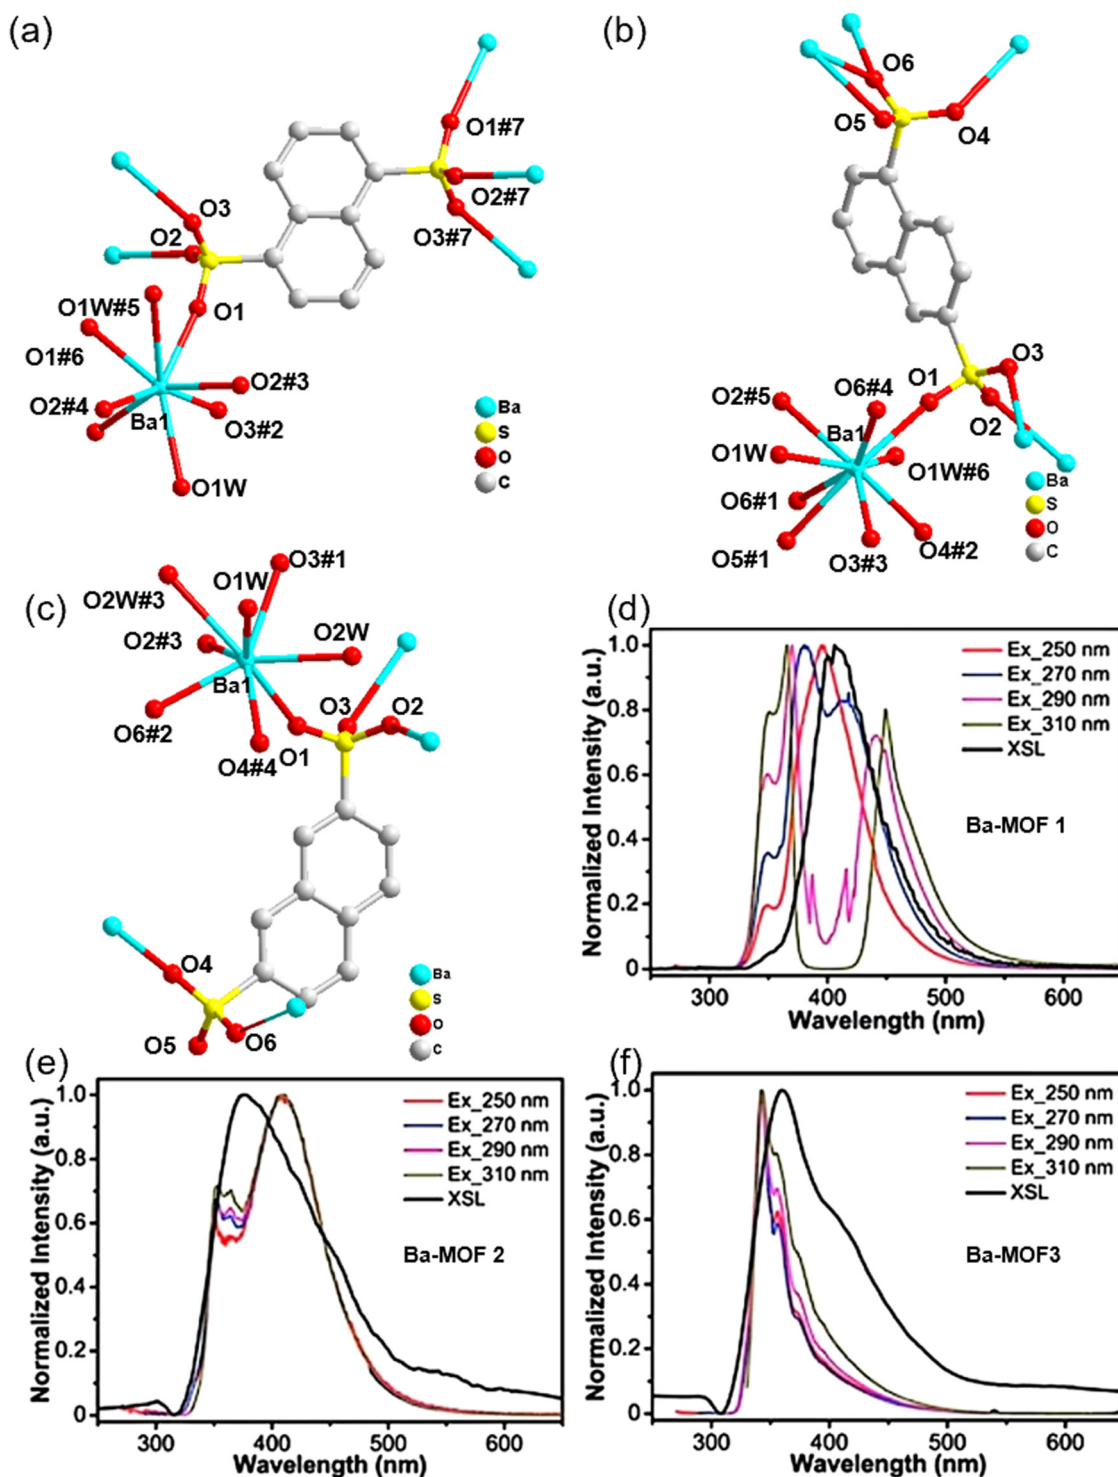 (a)
O1#7
O2#7
O3#7
O3
O2
O1
O1W#5
O1#6
O2#4
Ba1
O2#3
O3#2
O1W
Ba
S
O
C
(b)
O6
O5
O4
O3
O1
O2
O2#5
O6#4
Ba1
O1W
O1W#6
O6#1
O5#1
O3#3
O4#2
Ba
S
O
C
(c)
O3#1
O1W
O2W#3
O2W
O2#3
Ba1
O6#2
O3
O2
O1
O4#4
O4
O5
O6
Ba
S
O
C
(d)
Normalized Intensity (a.u.)
1.0
0.8
0.6
0.4
0.2
0
Ex_250 nm
Ex_270 nm
Ex_290 nm
Ex_310 nm
XSL
Ba-MOF 1
300 400 500 600
Wavelength (nm)
(e)
Normalized Intensity (a.u.)
1.0
0.8
0.6
0.4
0.2
0
Ex_250 nm
Ex_270 nm
Ex_290 nm
Ex_310 nm
XSL
Ba-MOF 2
300 400 500
Wavelength (nm)
(f)
Normalized Intensity (a.u.)
1.0
0.8
0.6
0.4
0.2
0
Ex_250 nm
Ex_270 nm
Ex_290 nm
Ex_310 nm
XSL
Ba-MOF3
300 400 500 600
Wavelength (nm)